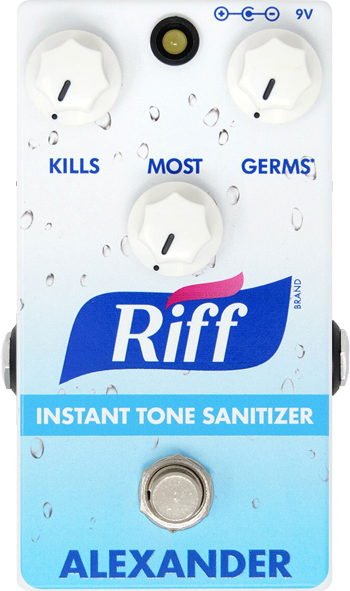 9V
KILLS MOST GERMS*
Riff
BRAND
INSTANT TONE SANITIZER
ALEXANDER